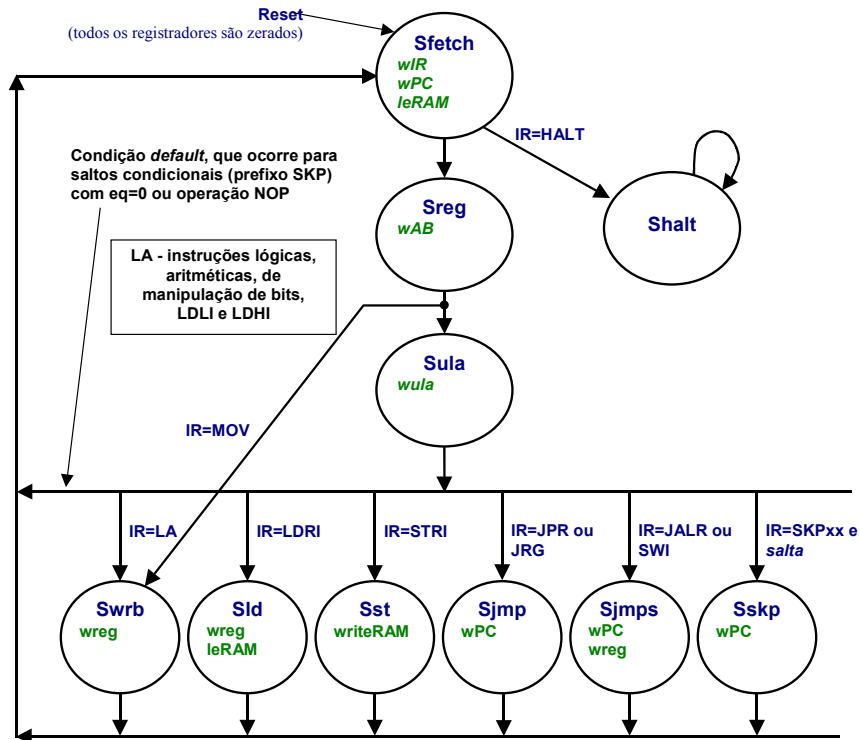 Reset
(todos os registradores são zerados)
Sfetch
wIR
wPC
leRAM
IR=HALT
Condição default, que ocorre para
saltos condicionais (prefixo SKP)
com eq=0 ou operação NOP
Sreg
wAB
Shalt
LA - instruções lógicas,
aritméticas, de
manipulação de bits,
LDLI e LDHI
Sula
wula
IR=MOV
IR=LA
IR=LDRI
IR=STRI
IR=JPR ou
JRG
IR=JALR ou
SWI
IR=SKPxx e
salta
Swrb
wreg
Sld
wreg
leRAM
Sst
writeRAM
Sjmp
wPC
Sjmps
wPC
wreg
Sskp
wPC